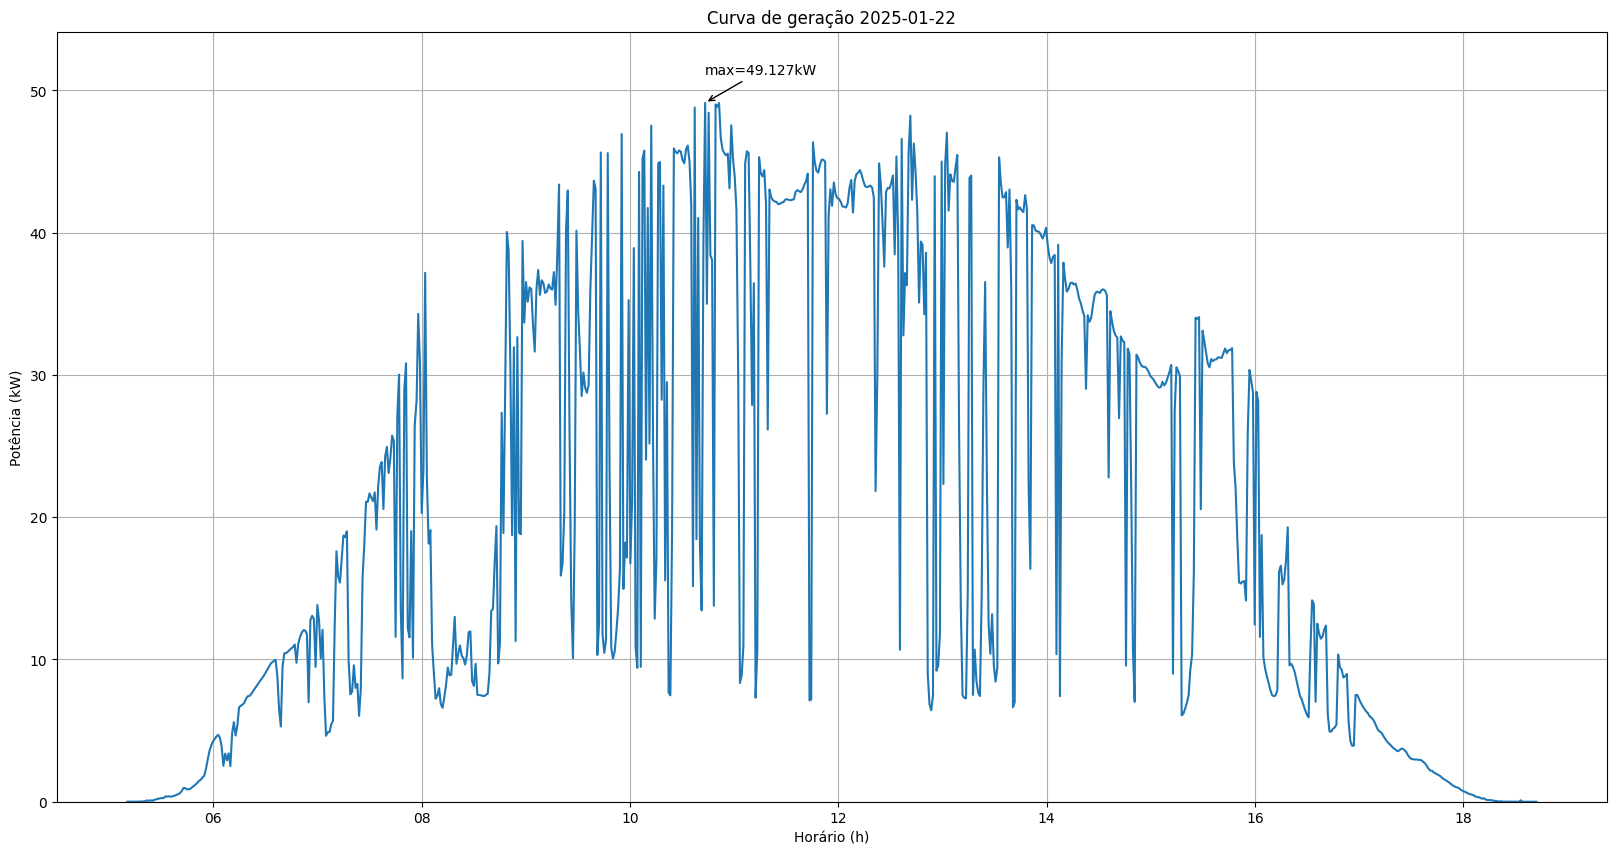 Curva de geração 2025-01-22
max=49.127kW
50
40
30
20
10
0
Potência (kW)
06 08 10 12 14 16 18
Horário (h)